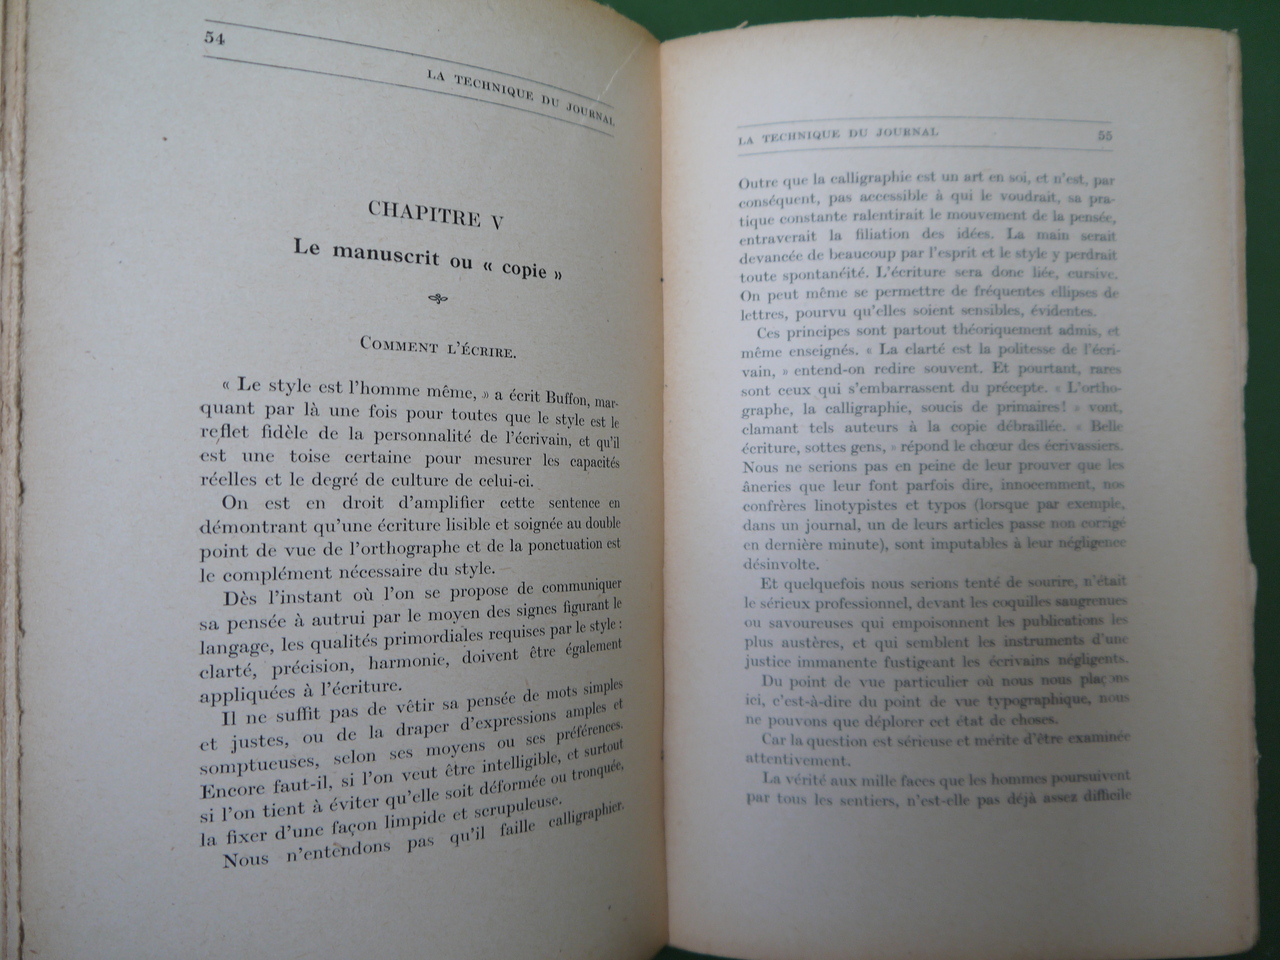 54
LA TECHNIQUE DU JOURNAL
CHAPITRE V
Le manuscrit ou « copie »
Comment l'écrire.
« Le style est l'homme même, » a écrit Buffon, mar-
quant par là une fois pour toutes que le style est le
reflet fidèle de la personnalité de l'écrivain, et qu'il
est une toise certaine pour mesurer les capacités
réelles et le degré de culture de celui-ci.
On est en droit d'amplifier cette sentence en
démontrant qu'une écriture lisible et soignée au double
point de vue de l'orthographe et de la ponctuation est
le complément nécessaire du style.
Dès l'instant où l'on se propose de communiquer
sa pensée à autrui par le moyen des signes figurant le
langage, les qualités primordiales requises par le style :
clarté, précision, harmonie, doivent être également
appliquées à l'écriture.
Il ne suffit pas de vêtir sa pensée de mots simples
et justes, ou de la draper d'expressions amples et
somptueuses, selon ses moyens ou ses préférences.
Encore faut-il, si l'on veut être intelligible, et surtout
si l'on tient à éviter qu'elle soit déformée ou tronquée,
la fixer d'une façon limpide et scrupuleuse.
Nous n'entendons pas qu'il faille calligraphier.
LA TECHNIQUE DU JOURNAL
55
Outre que la calligraphie est un art en soi, et n'est, par
conséquent, pas accessible à qui le voudrait, sa pra-
tique constante ralentirait le mouvement de la pensée,
entraverait la filiation des idées. La main serait
devancée de beaucoup par l'esprit et le style y perdrait
toute spontanéité. L'écriture sera donc liée, cursive.
On peut même se permettre de fréquentes ellipses de
lettres, pourvu qu'elles soient sensibles, évidentes.
Ces principes sont partout théoriquement admis, et
même enseignés. « La clarté est la politesse de l'écri-
vain, » entend-on redire souvent. Et pourtant, rares
sont ceux qui s'embarrassent du précepte. « L'ortho-
graphe, la calligraphie, soucis de primaires! » vont,
clamant tels auteurs à la copie débraillée. « Belle
écriture, sottes gens, » répond le chœur des écrivassiers.
Nous ne serions pas en peine de leur prouver que les
âneries que leur font parfois dire, innocemment, nos
confrères linotypistes et typos (lorsque par exemple,
dans un journal, un de leurs articles passe non corrigé
en dernière minute), sont imputables à leur négligence
désinvolte.
Et quelquefois nous serions tenté de sourire, n'était
le sérieux professionnel, devant les coquilles saugrenues
ou savoureuses qui empoisonnent les publications les
plus austères, et qui semblent les instruments d'une
justice immanente fustigeant les écrivains négligents.
Du point de vue particulier où nous nous plaçons
ici, c'est-à-dire du point de vue typographique, nous
ne pouvons que déplorer cet état de choses.
Car la question est sérieuse et mérite d'être examinée
attentivement.
La vérité aux mille faces que les hommes poursuivent
par tous les sentiers, n'est-elle pas déjà assez difficile